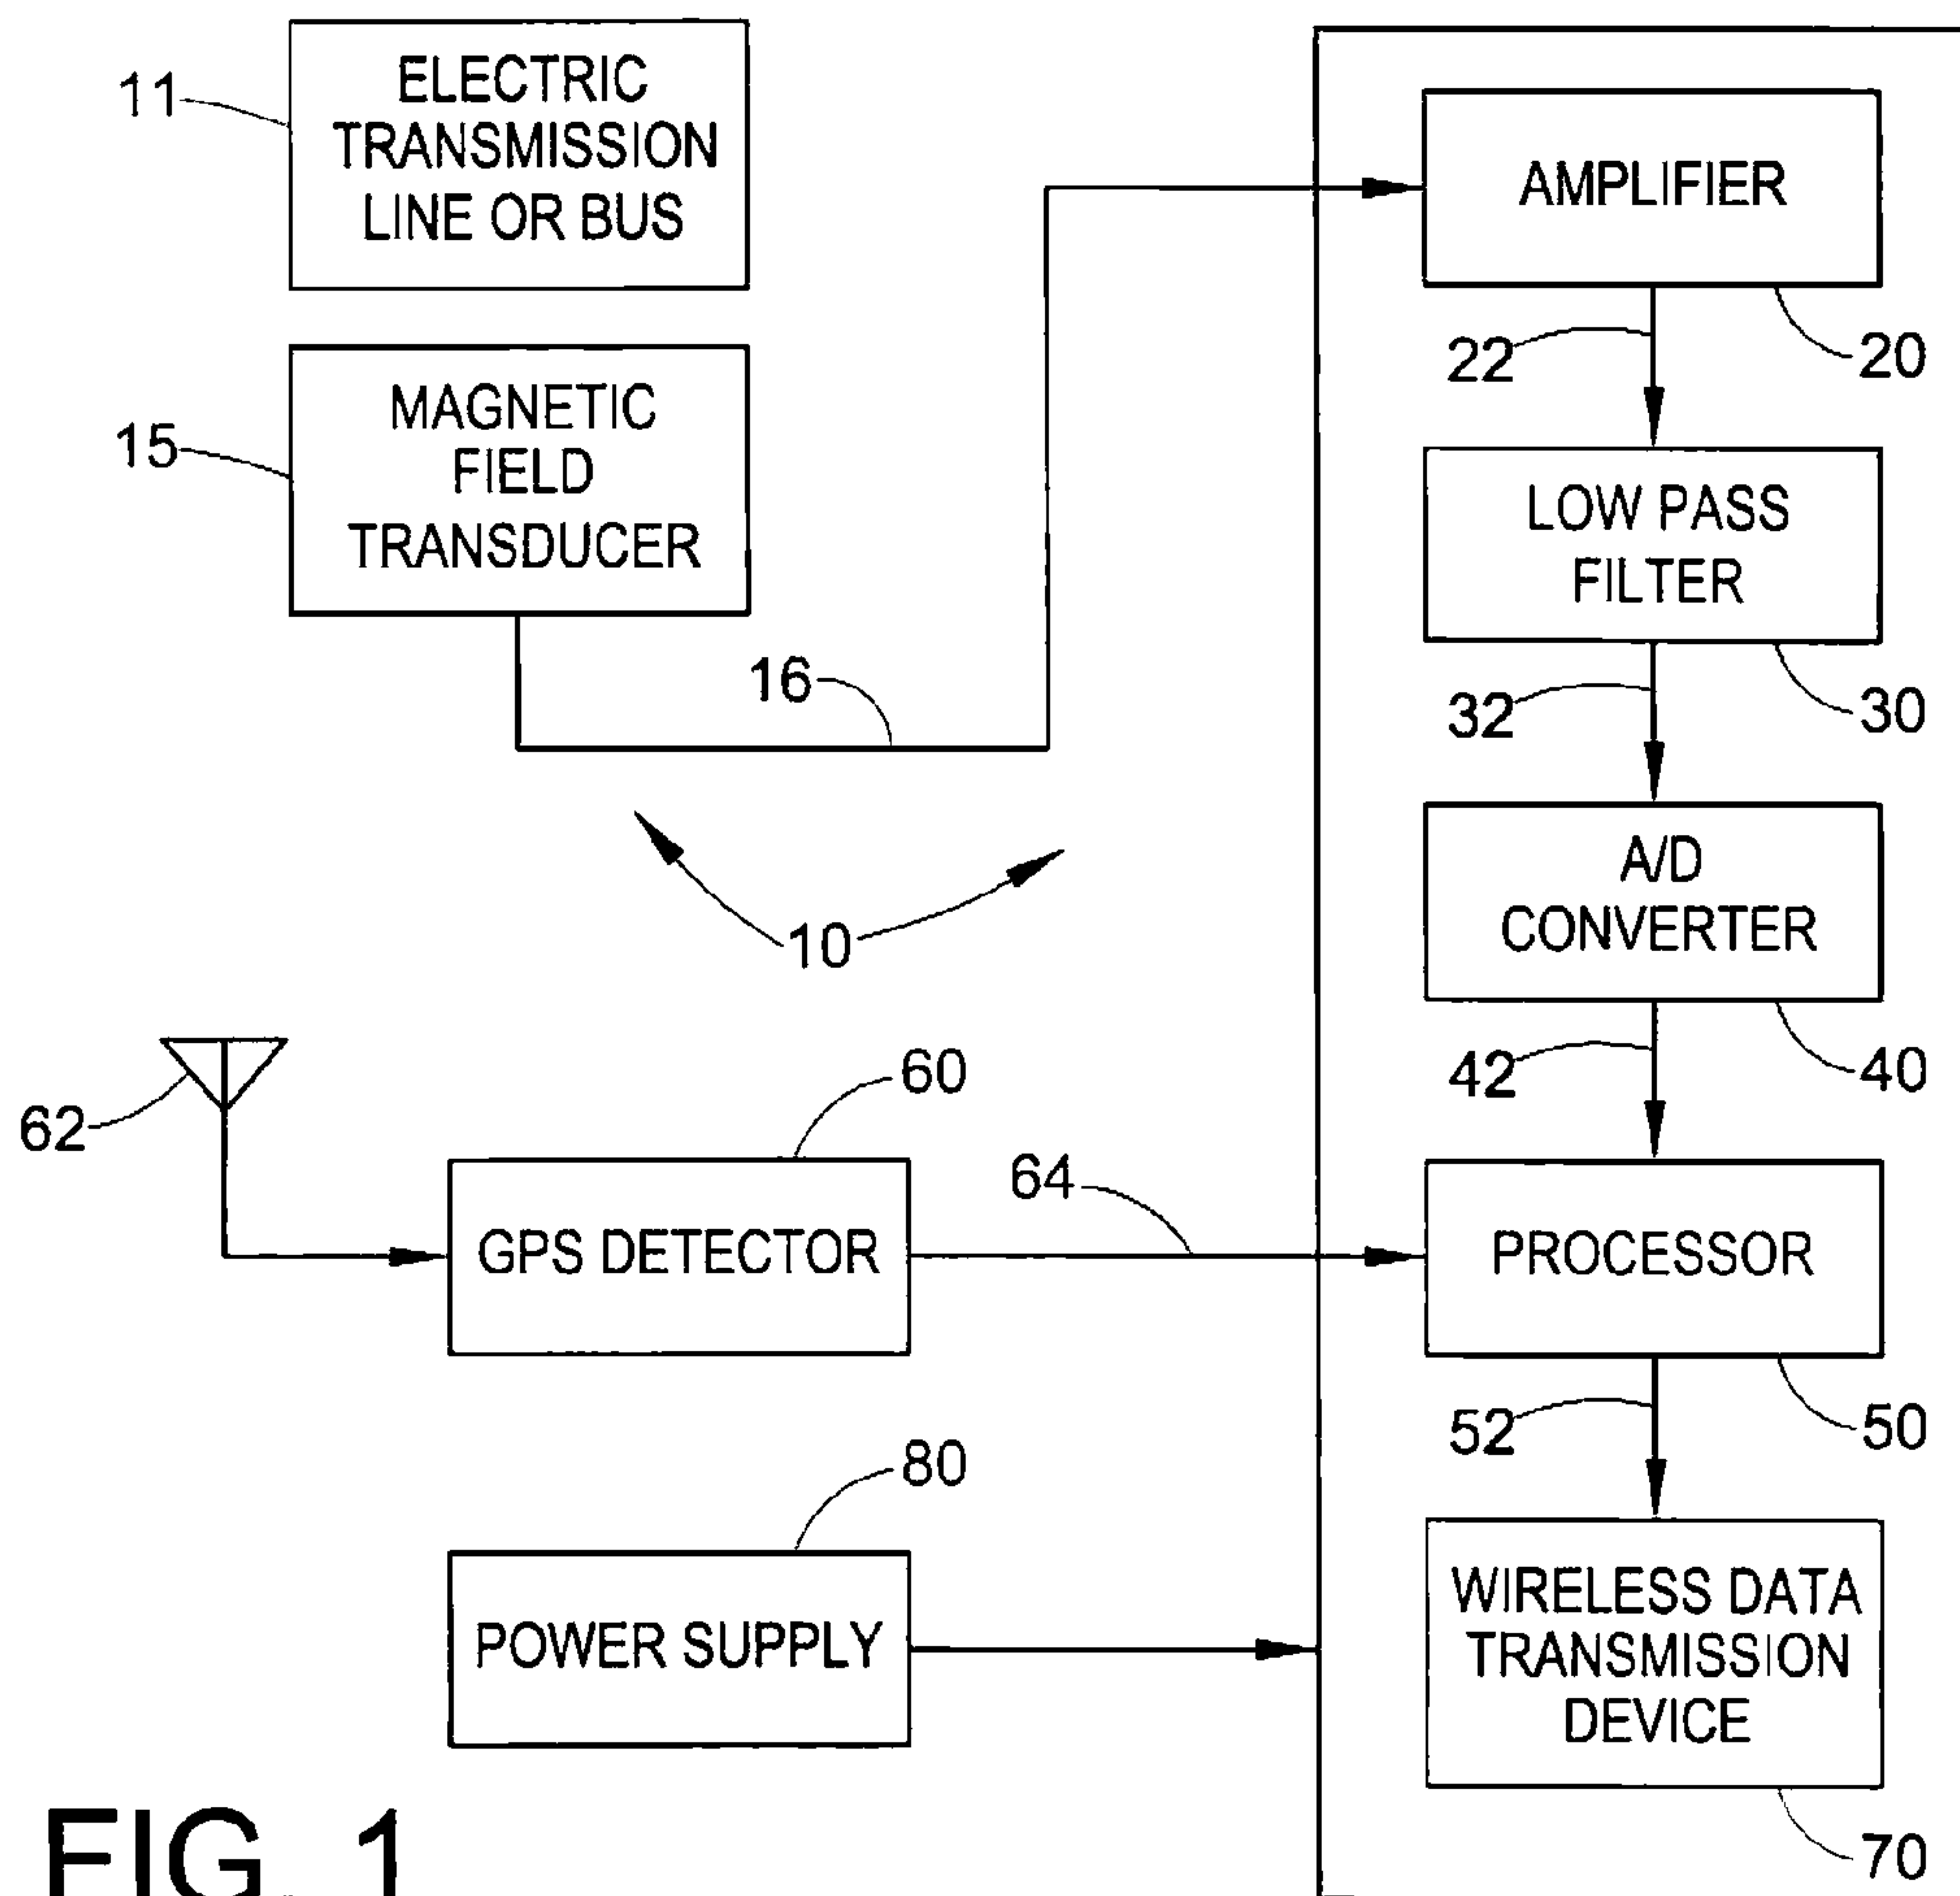 11
ELECTRIC
TRANSMISSION
LINE OR BUS
AMPLIFIER
22
20
15
MAGNETIC
FIELD
TRANSDUCER
LOW PASS
FILTER
16
32
30
A/D
CONVERTER
10
42
40
62
60
64
GPS DETECTOR
PROCESSOR
52
50
80
POWER SUPPLY
WIRELESS DATA
TRANSMISSION
DEVICE
70
FIG. 1